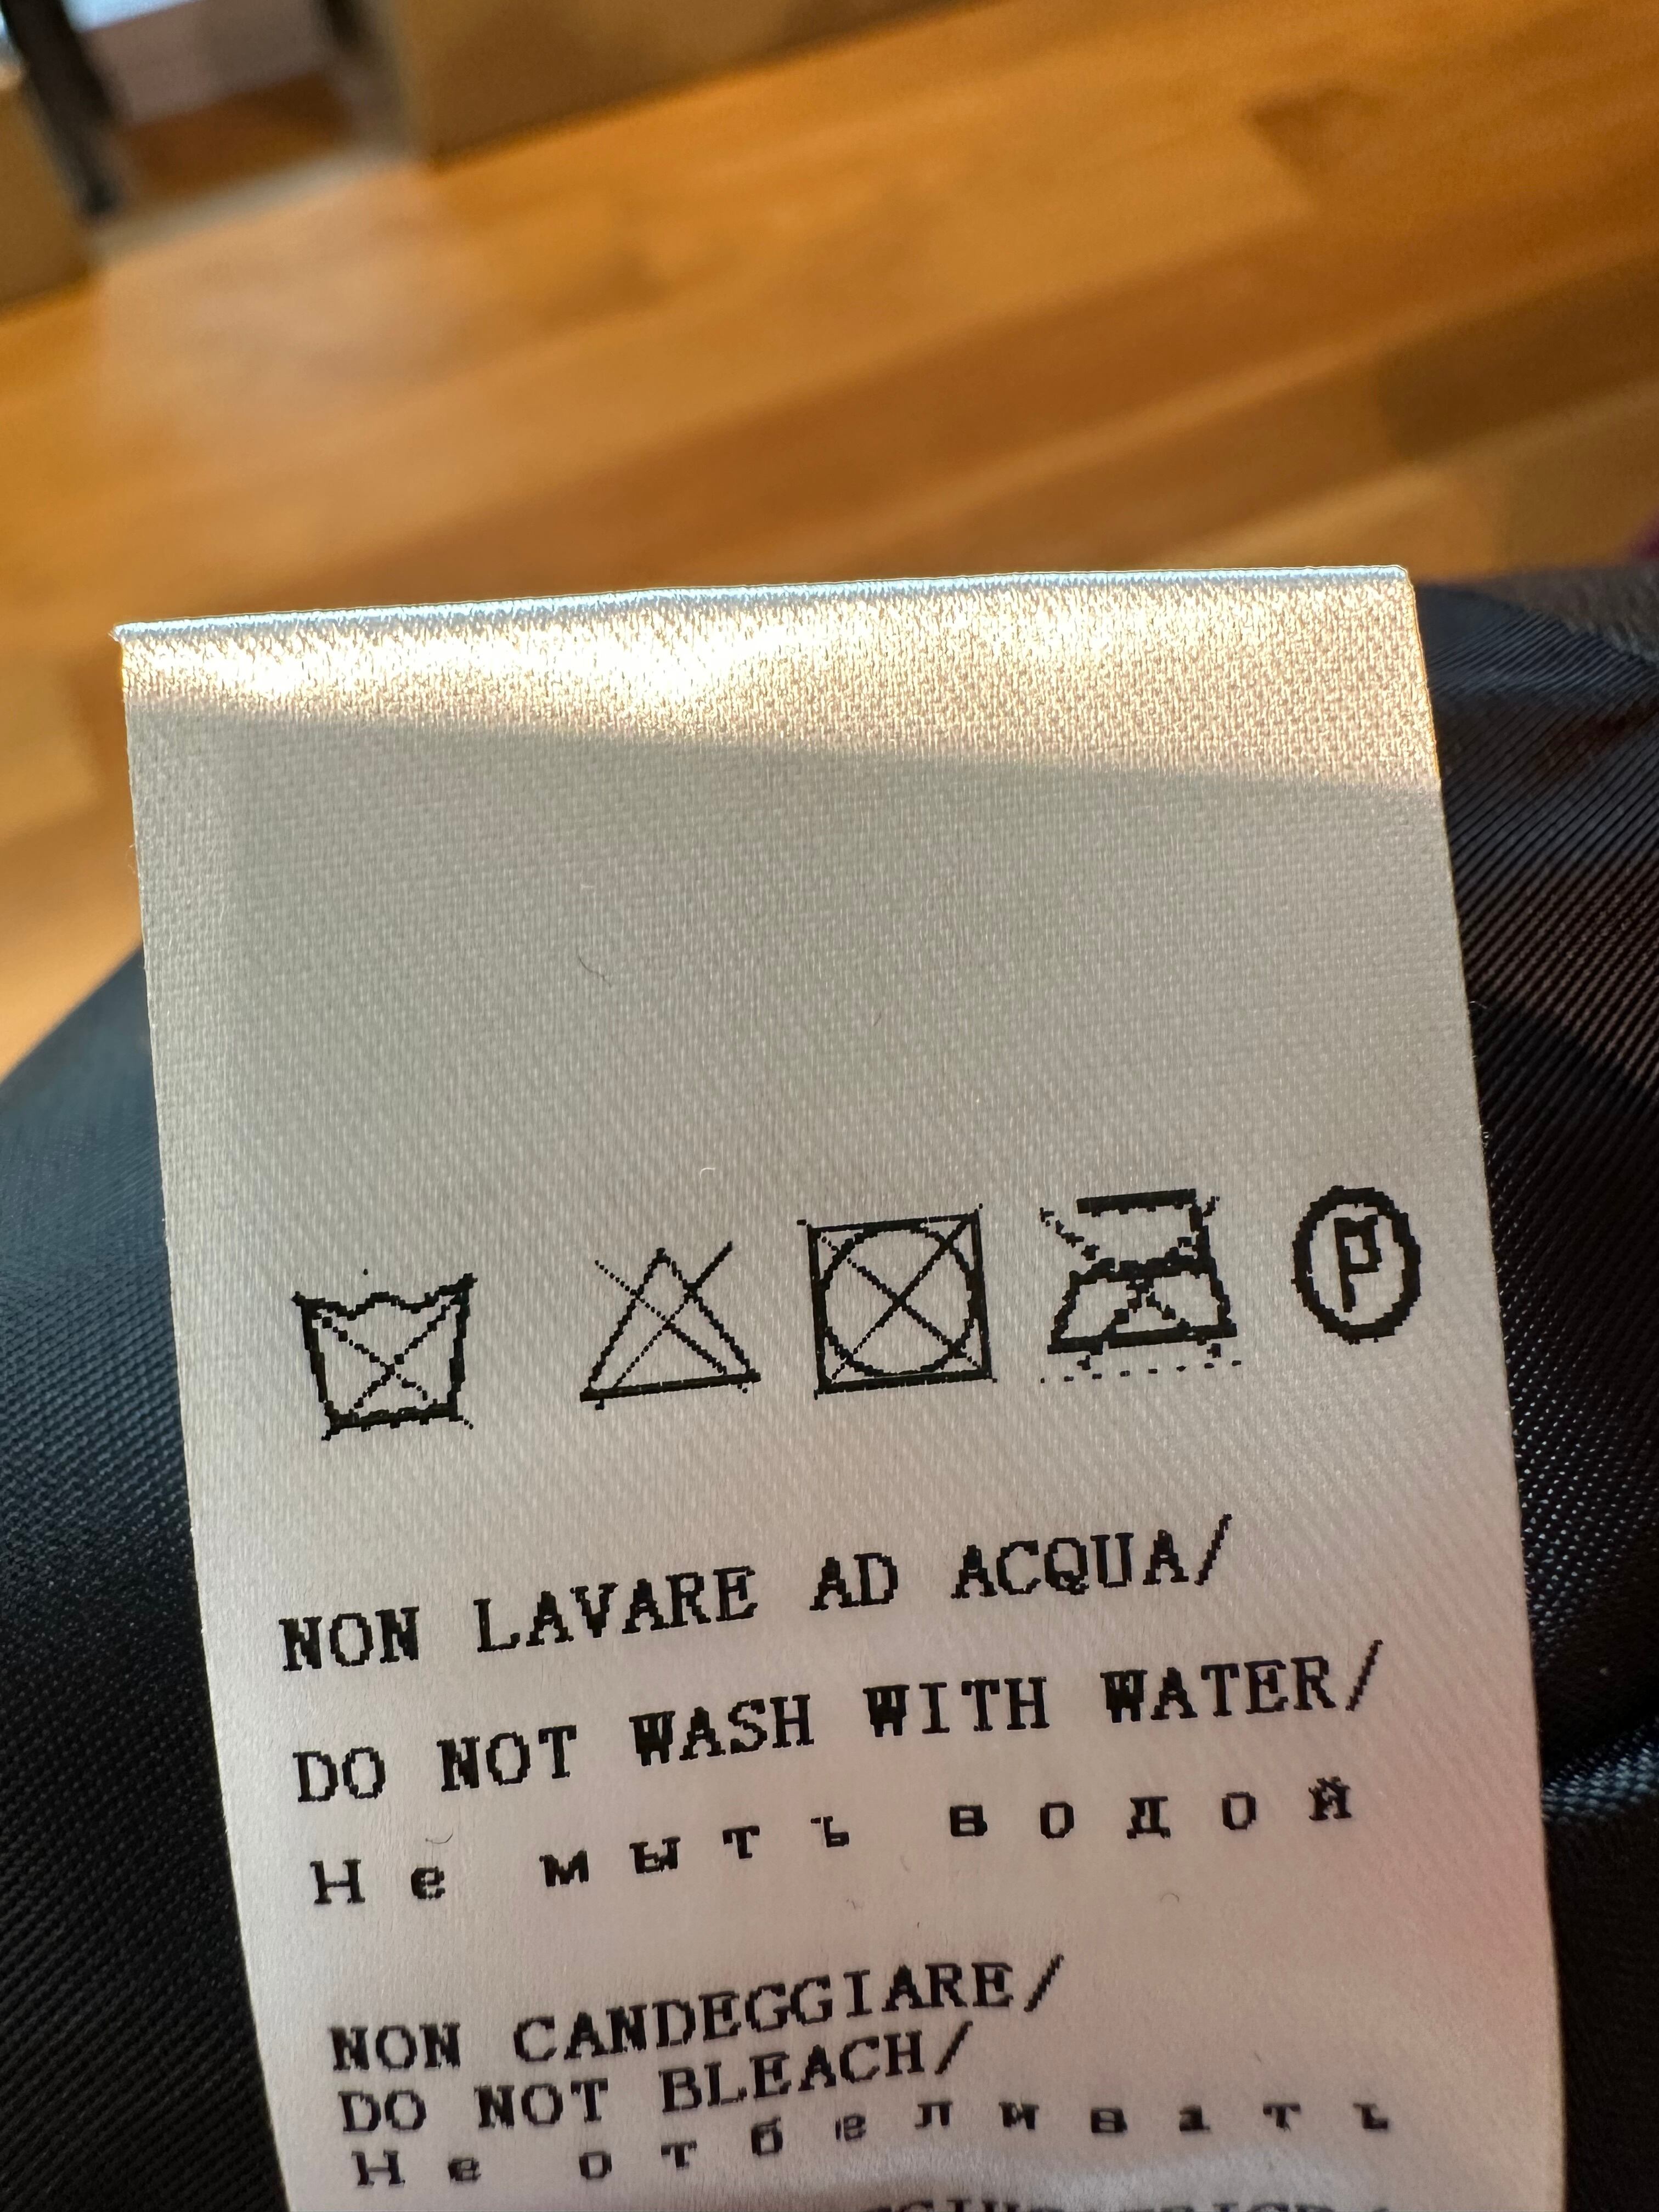 P
NON LAVARE AD ACQUA/
DO NOT WASH WITH WATER/
Не мыть водой
NON CANDEGGIARE/
DO NOT BLEACH/
Не отбеливать